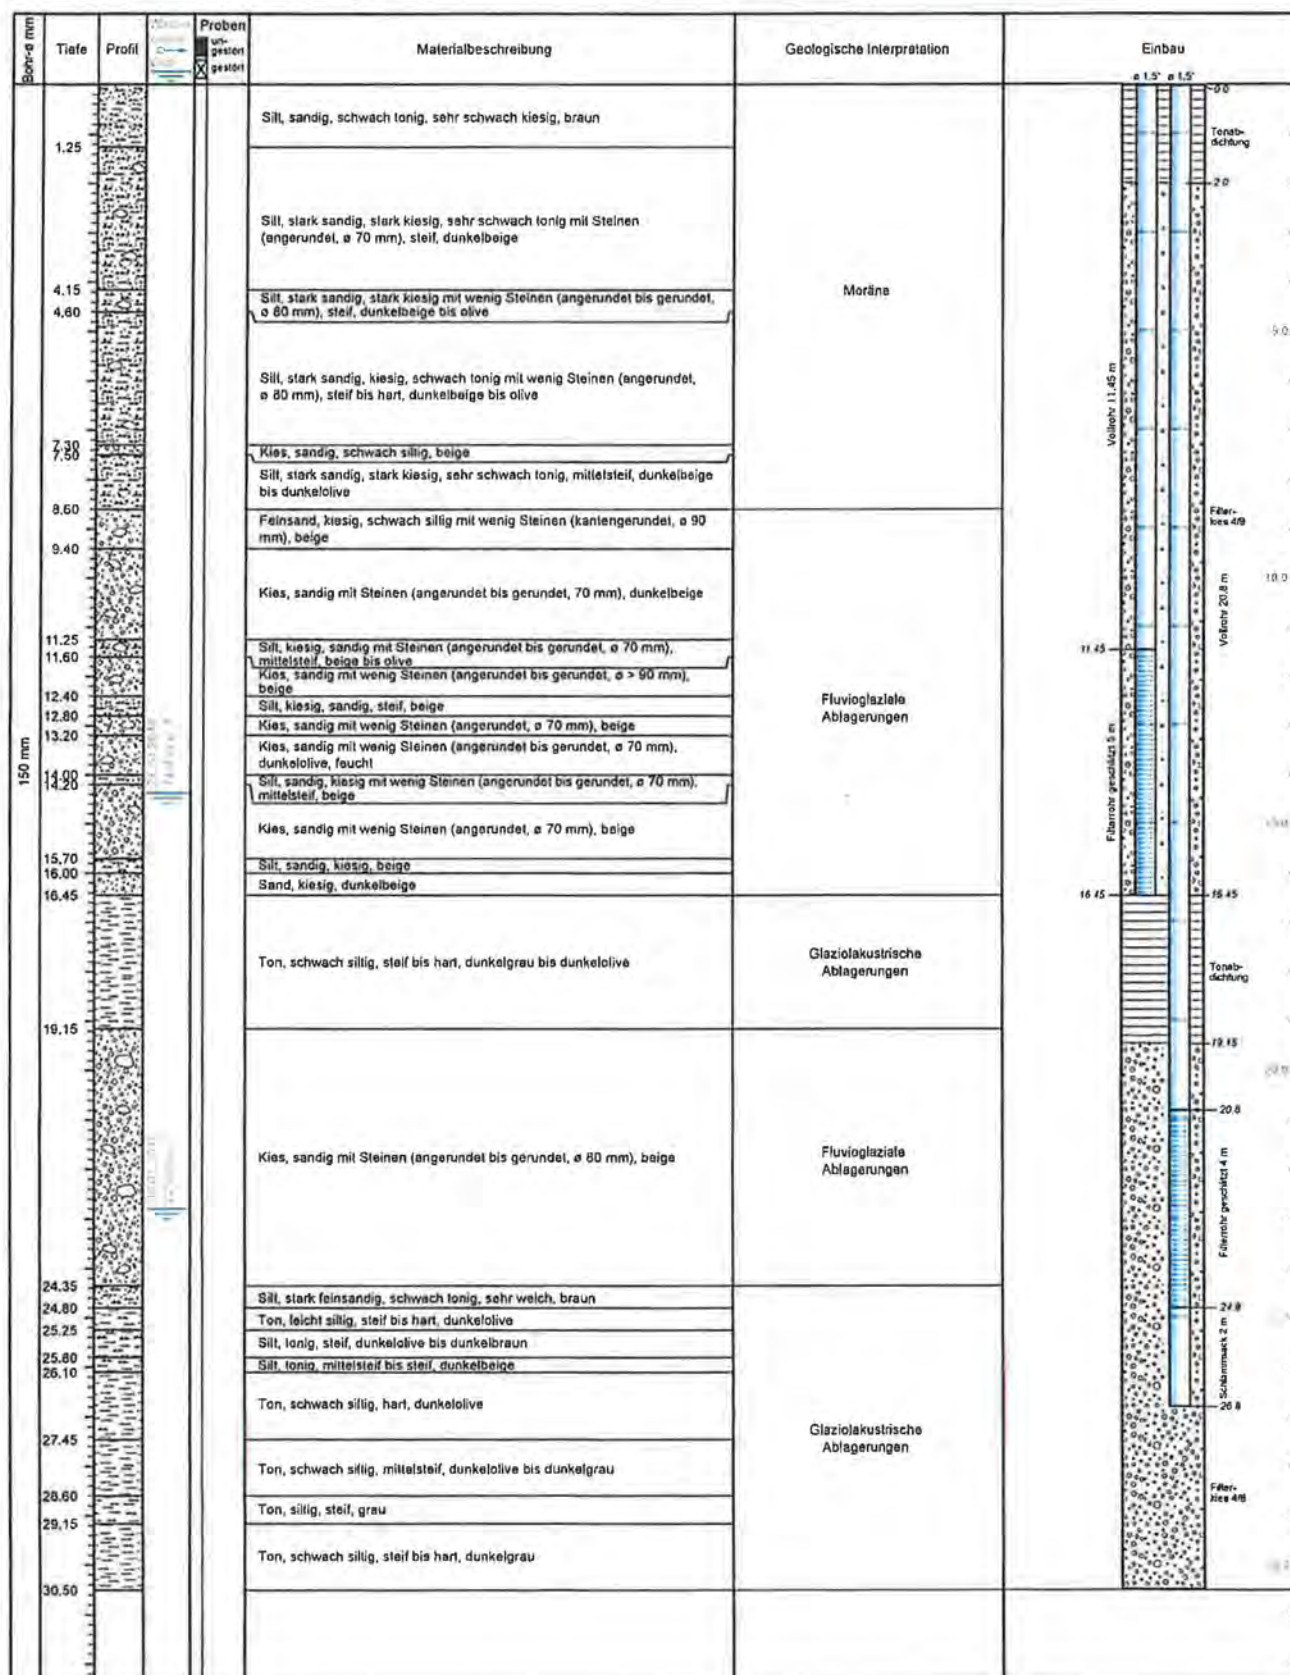 Bohr-ø mm
Tiefe
Profil
Proben
un-
gestört
gestört
Materialbeschreibung
Geologische Interpretation
Einbau
ø 1,5" ø 1,5"
0.0
Silt, sandig, schwach tonig, sehr schwach kiesig, braun
Tonab-
dichtung
1.25
2.0
Silt, stark sandig, stark kiesig, sehr schwach tonig mit Steinen
(angerundet, ø 70 mm), steif, dunkelbeige
4.15
Silt, stark sandig, stark kiesig mit wenig Steinen (angerundet bis gerundet,
ø 80 mm), steif, dunkelbeige bis olive
4.60
Moräne
Silt, stark sandig, kiesig, schwach tonig mit wenig Steinen (angerundet,
ø 80 mm), steif bis hart, dunkelbeige bis olive
Vollrohr 11,45 m
7.30
Kies, sandig, schwach siltig, beige
7.50
Silt, stark sandig, stark kiesig, sehr schwach tonig, mittelsteif, dunkelbeige
bis dunkelolive
8.60
Feinsand, kiesig, schwach siltig mit wenig Steinen (kantengerundet, ø 90
mm), beige
Filter-
kies 4/8
9.40
Kies, sandig mit Steinen (angerundet bis gerundet, 70 mm), dunkelbeige
10.0
Vollrohr 20,8 m
11.25
Silt, kiesig, sandig mit Steinen (angerundet bis gerundet, ø 70 mm),
mittelsteif, beige bis olive
11.45
11.60
Kies, sandig mit wenig Steinen (angerundet bis gerundet, ø > 90 mm),
beige
12.40
Silt, kiesig, sandig, steif, beige
12.80
Kies, sandig mit wenig Steinen (angerundet, ø 70 mm), beige
Fluvioglaziale
Ablagerungen
13.20
Kies, sandig mit wenig Steinen (angerundet bis gerundet, ø 70 mm),
dunkelolive, feucht
150 mm
Filterrohr geschlitzt 5 m
14.00
Silt, sandig, kiesig mit wenig Steinen (angerundet bis gerundet, ø 70 mm),
mittelsteif, beige
14.20
Kies, sandig mit wenig Steinen (angerundet, ø 70 mm), beige
15.70
Silt, sandig, kiesig, beige
16.00
Sand, kiesig, dunkelbeige
16.45
16.45
16.45
Ton, schwach siltig, steif bis hart, dunkelgrau bis dunkelolive
Glaziolakustrische
Ablagerungen
Tonab-
dichtung
19.15
19.45
20.8
Kies, sandig mit Steinen (angerundet bis gerundet, ø 80 mm), beige
Fluvioglaziale
Ablagerungen
Filterrohr geschlitzt 4 m
24.35
Silt, stark feinsandig, schwach tonig, sehr weich, braun
24.80
24.8
Ton, leicht siltig, steif bis hart, dunkelolive
25.25
Silt, tonig, steif, dunkelolive bis dunkelbraun
Schlammsack 2 m
25.80
Silt, tonig, mittelsteif bis steif, dunkelbeige
26.10
Ton, schwach siltig, hart, dunkelolive
26.8
Glaziolakustrische
Ablagerungen
27.45
Ton, schwach siltig, mittelsteif, dunkelolive bis dunkelgrau
28.60
Ton, siltig, steif, grau
Filter-
kies 4/8
29.15
Ton, schwach siltig, steif bis hart, dunkelgrau
30.50